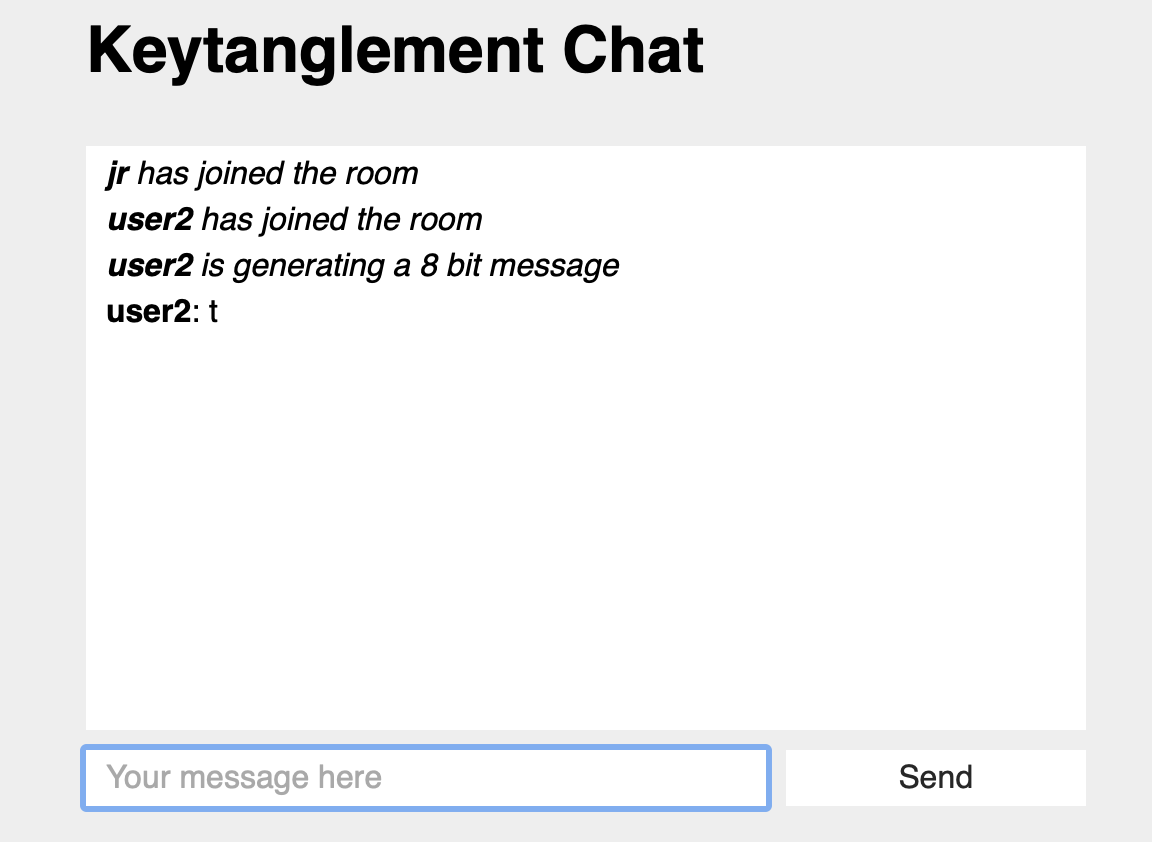 Keytanglement Chat
jr has joined the room
user2 has joined the room
user2 is generating a 8 bit message
user2: t
Your message here
Send